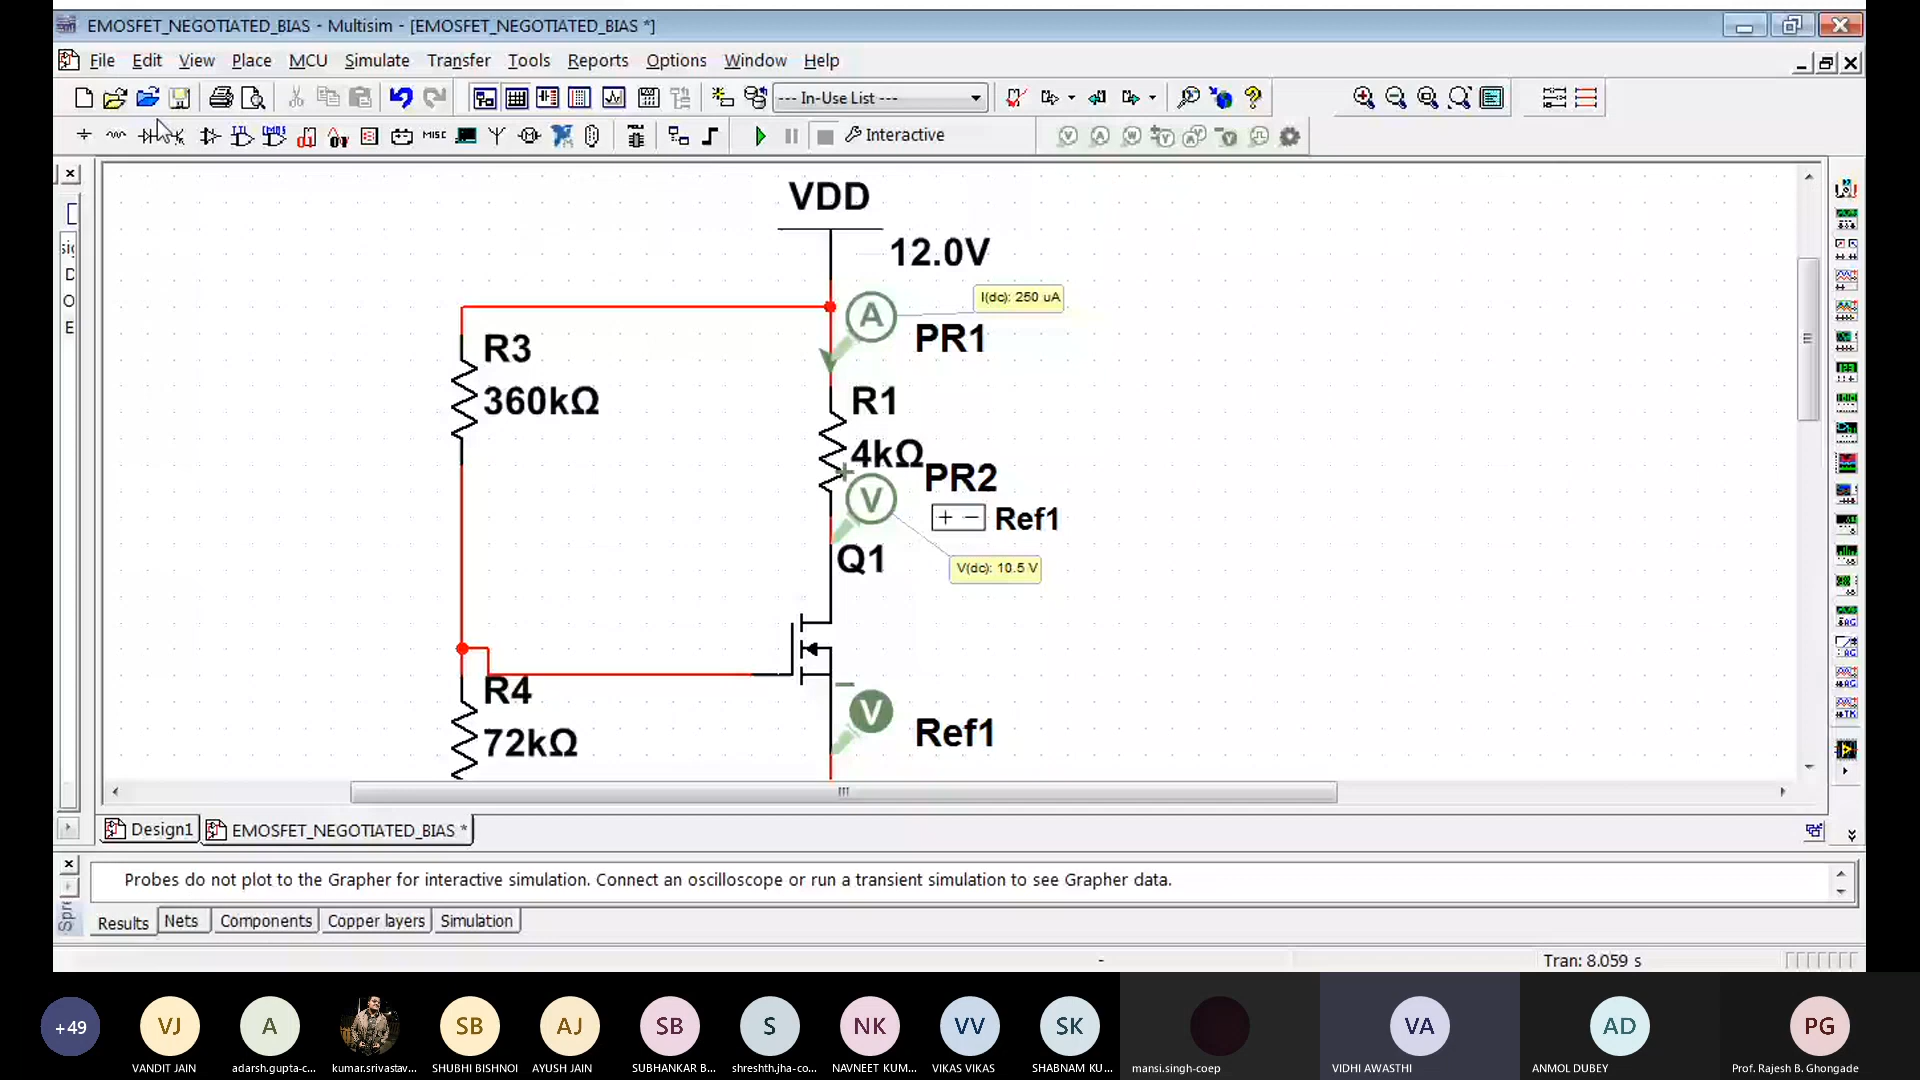 EMOSFET_NEGOTIATED_BIAS - Multisim - [EMOSFET_NEGOTIATED_BIAS *]
File Edit View Place MCU Simulate Transfer Tools Reports Options Window Help
--- In-Use List ---
MISC
Interactive
VDD
12.0V
I(dc): 250 uA
A
PR1
R3
360kΩ
R1
4kΩ
PR2
V
+ −
Ref1
Q1
V(dc): 10.5 V
R4
72kΩ
V
Ref1
D
O
E
Design1
EMOSFET_NEGOTIATED_BIAS *
Probes do not plot to the Grapher for interactive simulation. Connect an oscilloscope or run a transient simulation to see Grapher data.
Results Nets Components Copper layers Simulation
-
Tran: 8.059 s
+49 VJ A SB AJ SB S NK VV SK VA AD PG
VANDIT JAIN adarsh.gupta-c... kumar.srivastav... SHUBHI BISHNOI AYUSH JAIN SUBHANKAR B... shreshth.jha-co... NAVNEET KUM... VIKAS VIKAS SHABNAM KU... mansi.singh-coep VIDHI AWASTHI ANMOL DUBEY Prof. Rajesh B. Ghongade